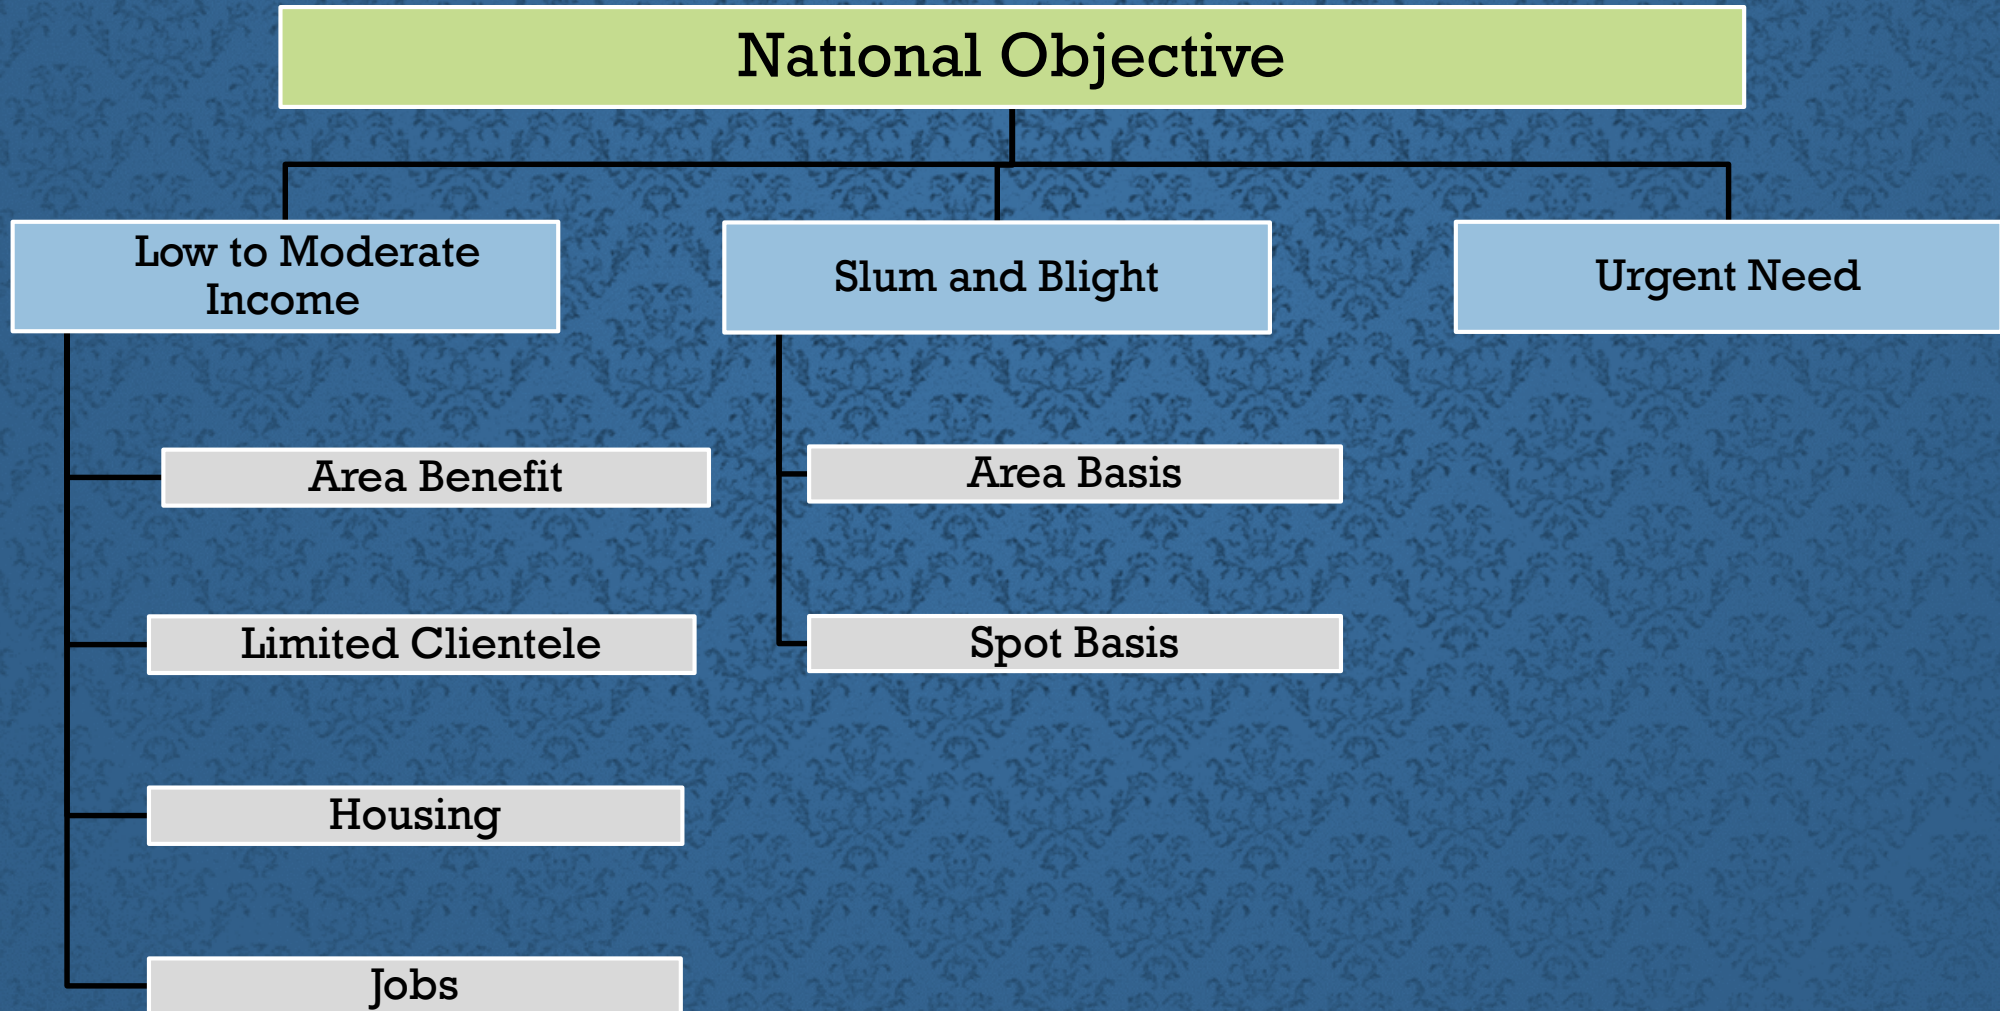 National Objective
Low to Moderate
Income
Slum and Blight
Urgent Need
Area Benefit
Limited Clientele
Housing
Jobs
Area Basis
Spot Basis